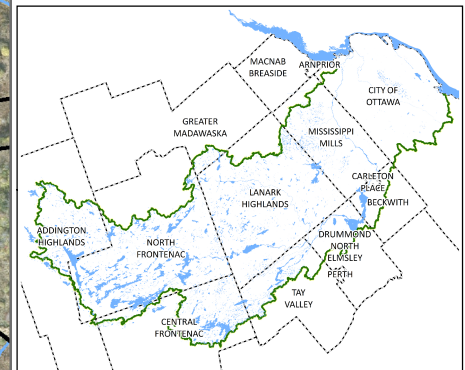 MACNAB
BREASIDE
ARNPRIOR
CITY OF
OTTAWA
GREATER
MADAWASKA
MISSISSIPPI
MILLS
CARLETON
PLACE
BECKWITH
LANARK
HIGHLANDS
ADDINGTON
HIGHLANDS
NORTH
FRONTENAC
DRUMMOND
NORTH
ELMSLEY
PERTH
TAY
VALLEY
CENTRAL
FRONTENAC